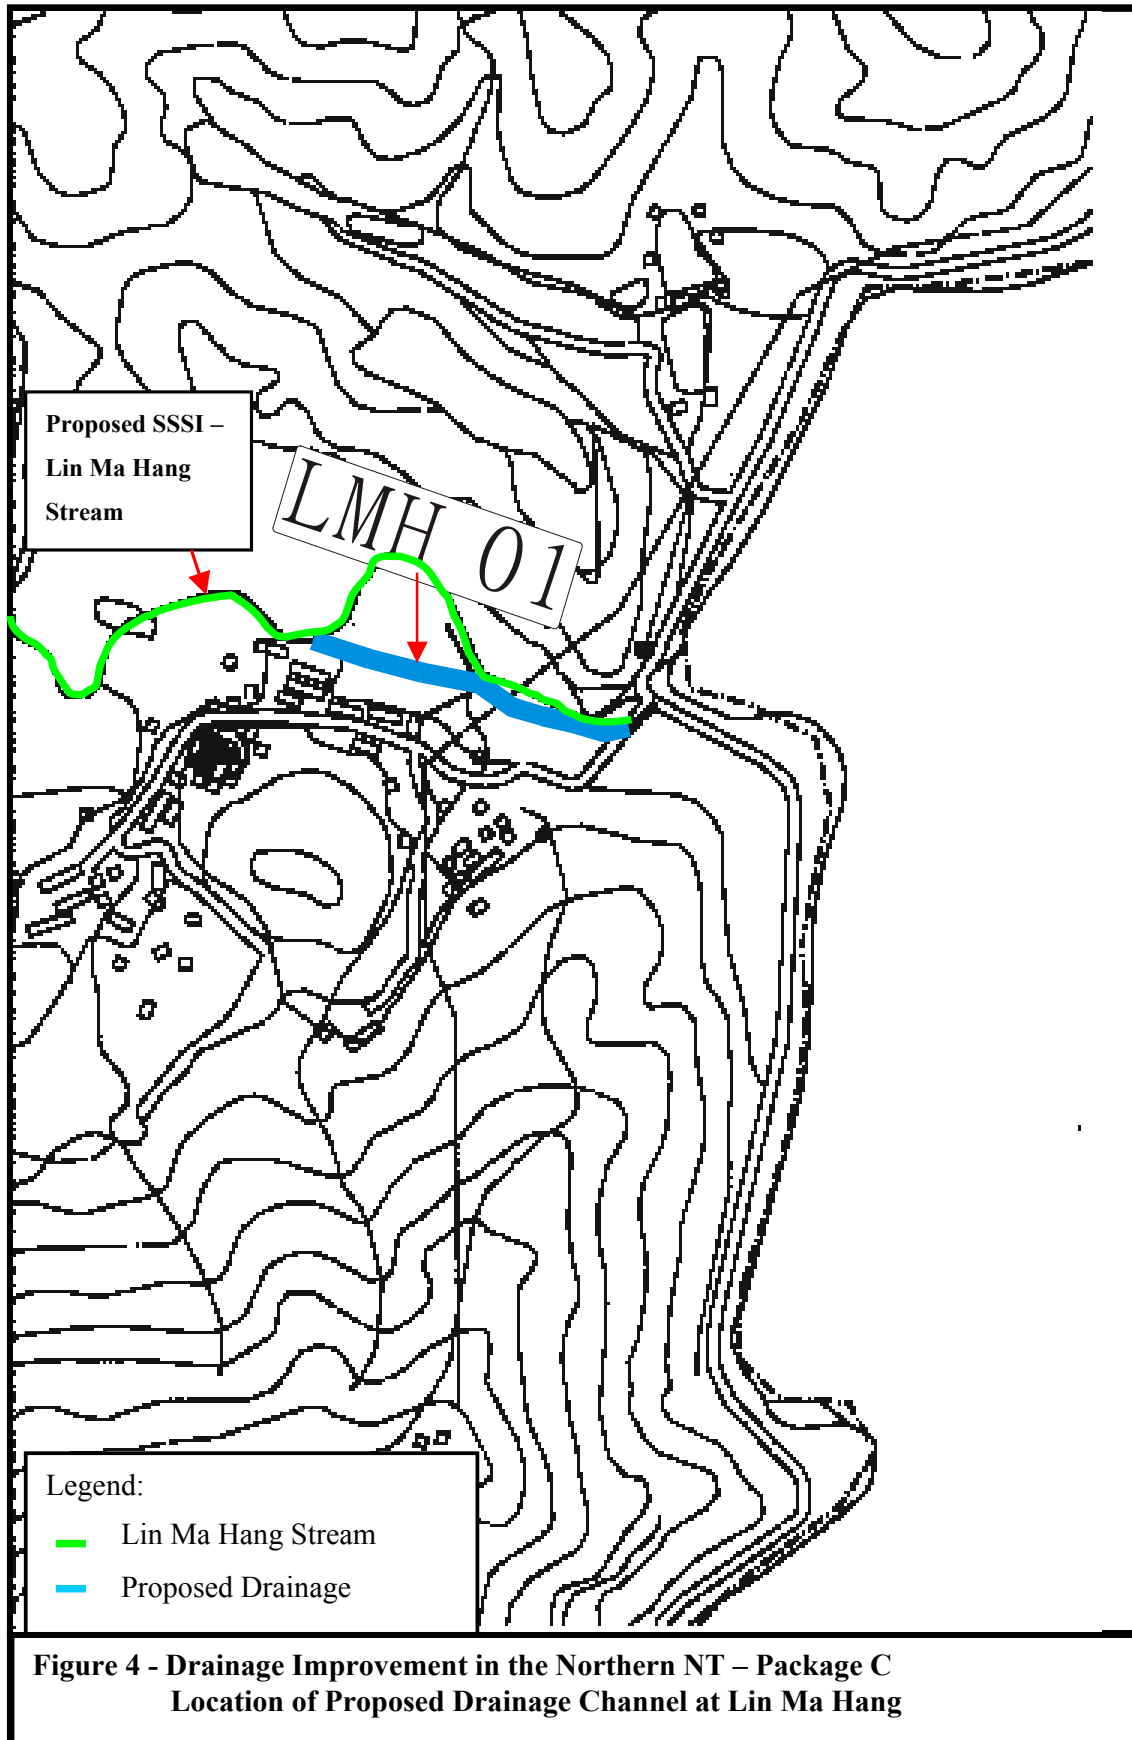 Proposed SSSI –
Lin Ma Hang
Stream
LMH 01
Legend:
Lin Ma Hang Stream
Proposed Drainage
Figure 4 - Drainage Improvement in the Northern NT – Package C
Location of Proposed Drainage Channel at Lin Ma Hang